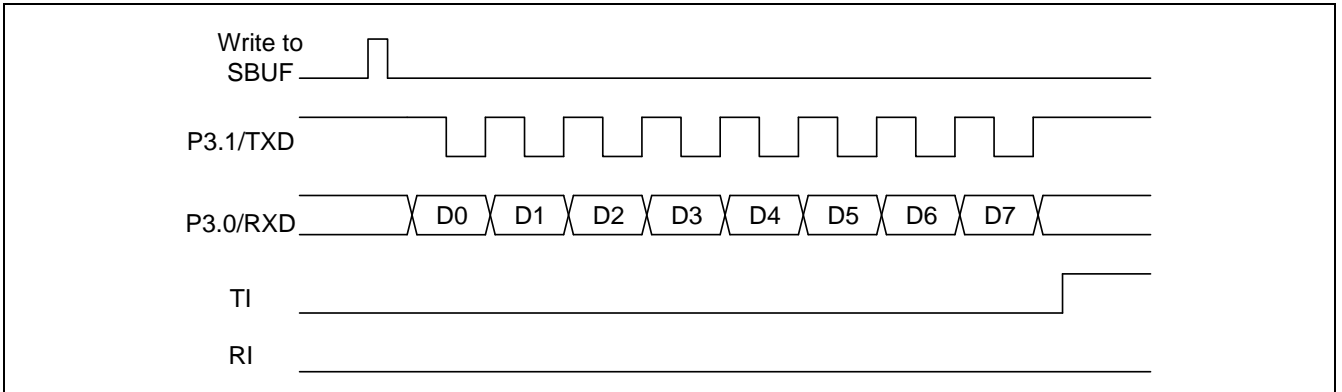 Write to
SBUF
P3.1/TXD
P3.0/RXD
D0 D1 D2 D3 D4 D5 D6 D7
TI
RI